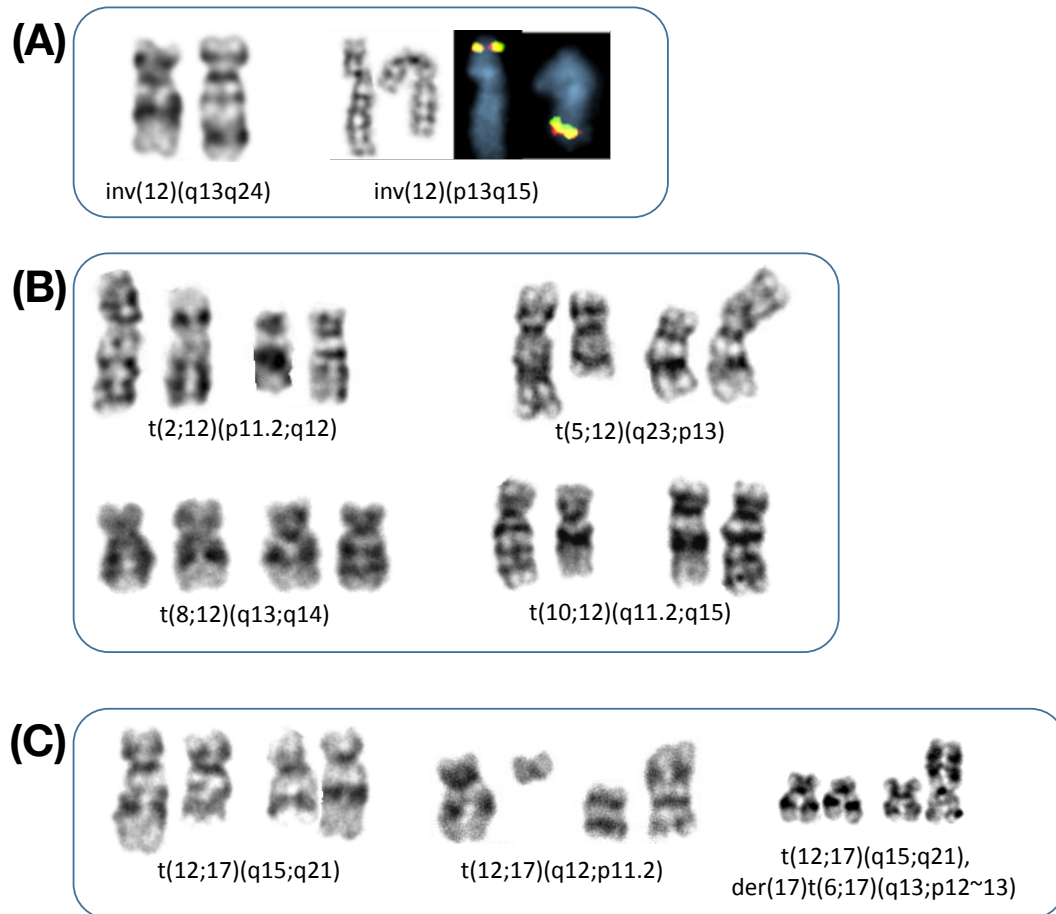 (A)
inv(12)(q13q24)
inv(12)(p13q15)
(B)
t(2;12)(p11.2;q12)
t(5;12)(q23;p13)
t(8;12)(q13;q14)
t(10;12)(q11.2;q15)
(C)
t(12;17)(q15;q21)
t(12;17)(q12;p11.2)
t(12;17)(q15;q21),
der(17)t(6;17)(q13;p12~13)